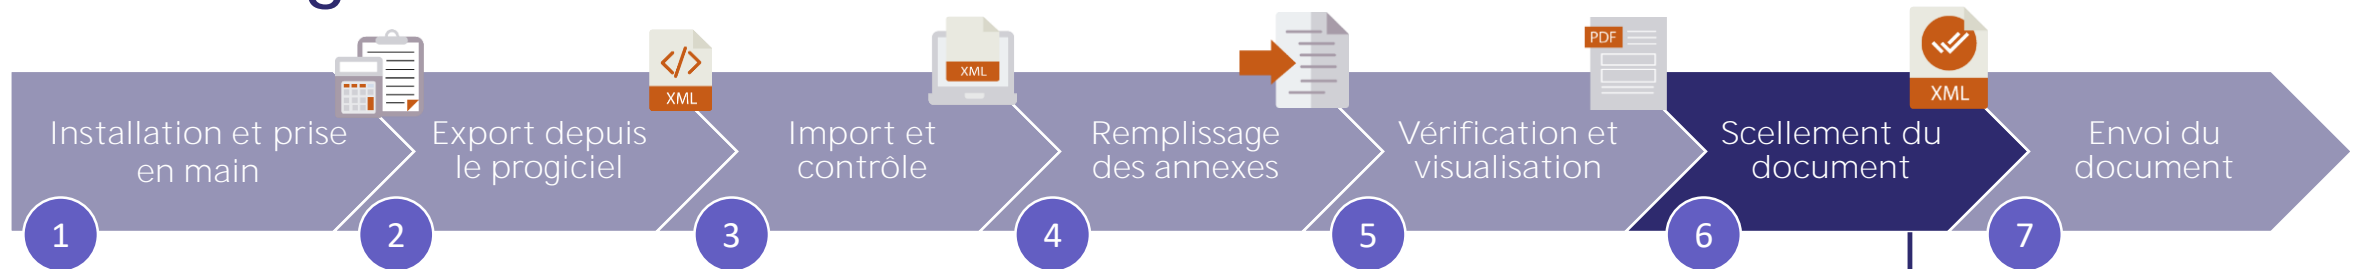 Installation et prise
en main
1
Export depuis
le progiciel
2
XML
Import et
contrôle
3
XML
Remplissage
des annexes
4
Vérification et
visualisation
5
PDF
Scellement du
document
6
XML
Envoi du
document
7